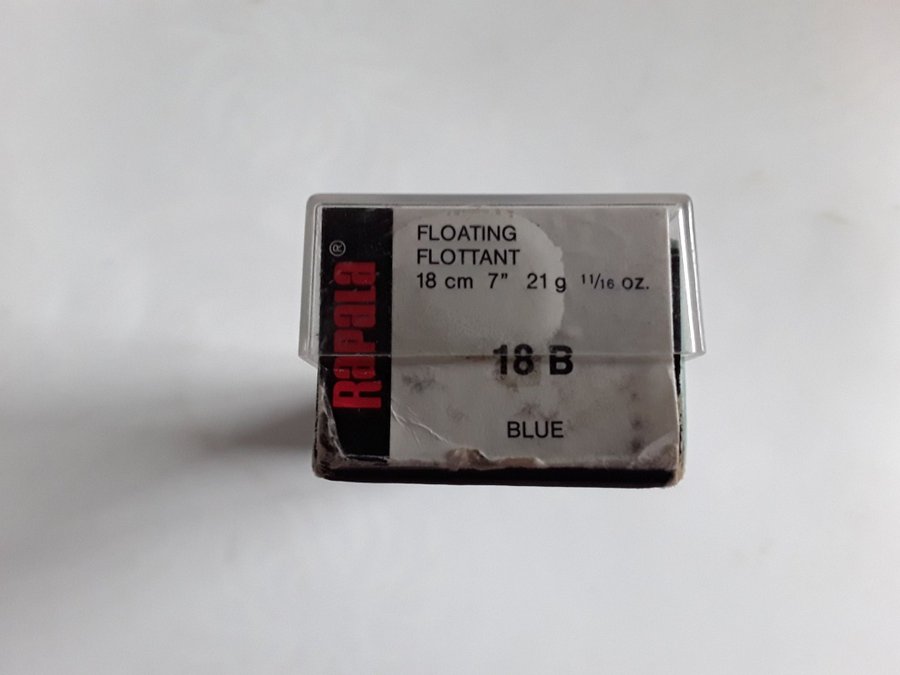 Rapala®
FLOATING
FLOTTANT
18 cm 7" 21 g 11/16 oz.
18 B
BLUE